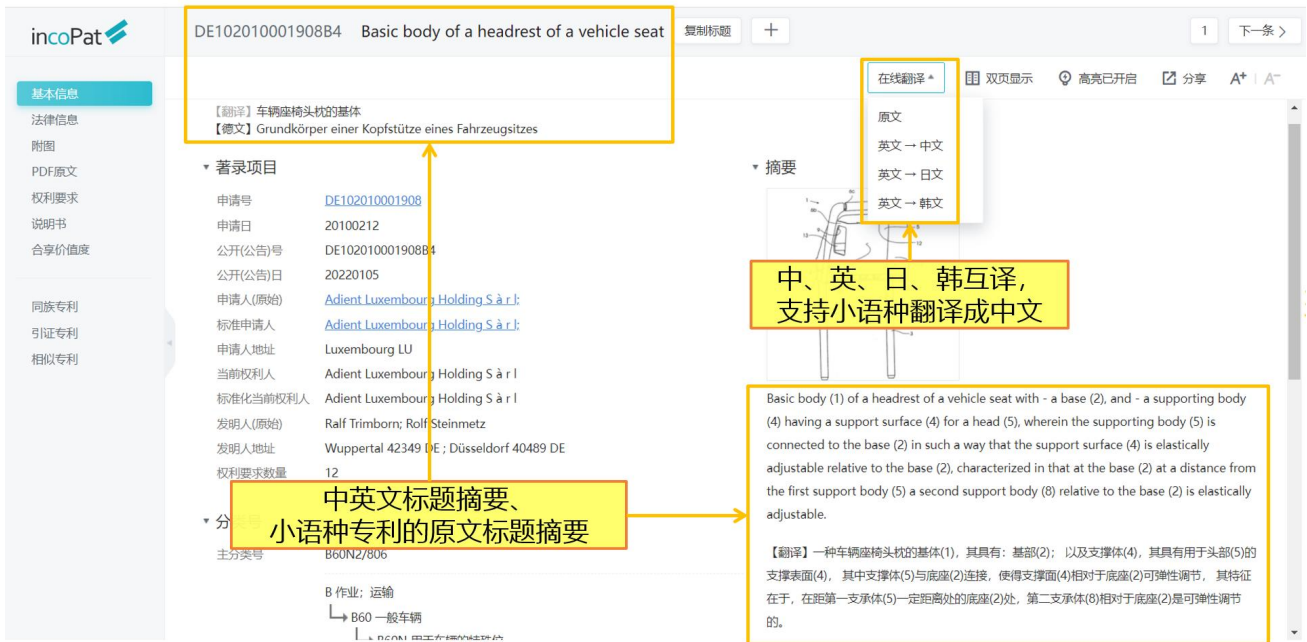 incoPat
DE102010001908B4 Basic body of a headrest of a vehicle seat 复制标题 +
1 下一条 >
在线翻译 双页显示 高亮已开启 分享 A+ | A-
基本信息
法律信息
附图
PDF原文
权利要求
说明书
合享价值度
同族专利
引证专利
相似专利
【翻译】车辆座椅头枕的基体
【德文】Grundkörper einer Kopfstütze eines Fahrzeugsitzes
原文
英文 → 中文
英文 → 日文
英文 → 韩文
著录项目
申请号 DE102010001908
申请日 20100212
公开(公告)号 DE102010001908B4
公开(公告)日 20220105
申请人(原始) Adient Luxembourg Holding S à r l;
标准申请人 Adient Luxembourg Holding S à r l;
申请人地址 Luxembourg LU
当前权利人 Adient Luxembourg Holding S à r l
标准化当前权利人 Adient Luxembourg Holding S à r l
发明人(原始) Ralf Trimborn; Rolf Steinmetz
发明人地址 Wuppertal 42349 DE ; Düsseldorf 40489 DE
权利要求数量 12
中英文标题摘要、
小语种专利的原文标题摘要
分
主分类号 B60N2/806
B 作业；运输
B60 一般车辆
摘要
中、英、日、韩互译，
支持小语种翻译成中文
Basic body (1) of a headrest of a vehicle seat with - a base (2), and - a supporting body
(4) having a support surface (4) for a head (5), wherein the supporting body (5) is
connected to the base (2) in such a way that the support surface (4) is elastically
adjustable relative to the base (2), characterized in that at the base (2) at a distance from
the first support body (5) a second support body (8) relative to the base (2) is elastically
adjustable.
【翻译】一种车辆座椅头枕的基体(1)，其具有：基部(2)； 以及支撑体(4)，其具有用于头部(5)的
支撑表面(4)， 其中支撑体(5)与底座(2)连接，使得支撑面(4)相对于底座(2)可弹性调节， 其特征
在于，在距第一支承体(5)一定距离处的底座(2)处，第二支承体(8)相对于底座(2)是可弹性调节
的。